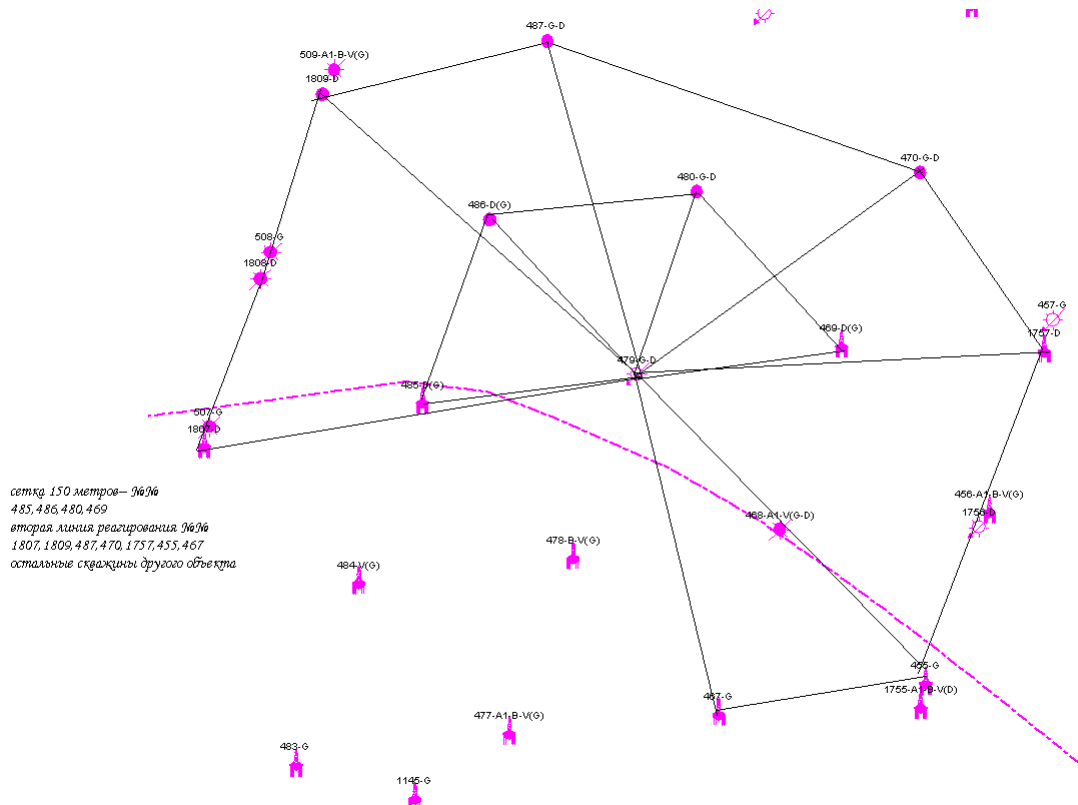 487-G-D
509-A1-B-V(G)
1809-D
470-G-D
480-G-D
486-D(G)
508-G
1808-D
457-G
1757-D
469-D(G)
479-G-D
485-D(G)
507-G
1807-D
сетка 150 метров– №№
485, 486, 480, 469
вторая линия реагирования №№
1807, 1809, 487, 470, 1757, 455, 467
остальные скважины другого объекта
456-A1-B-V(G)
1756-D
468-A1-V(G-D)
478-B-V(G)
484-V(G)
455-G
1755-A1-B-V(D)
467-G
477-A1-B-V(G)
483-G
1145-G